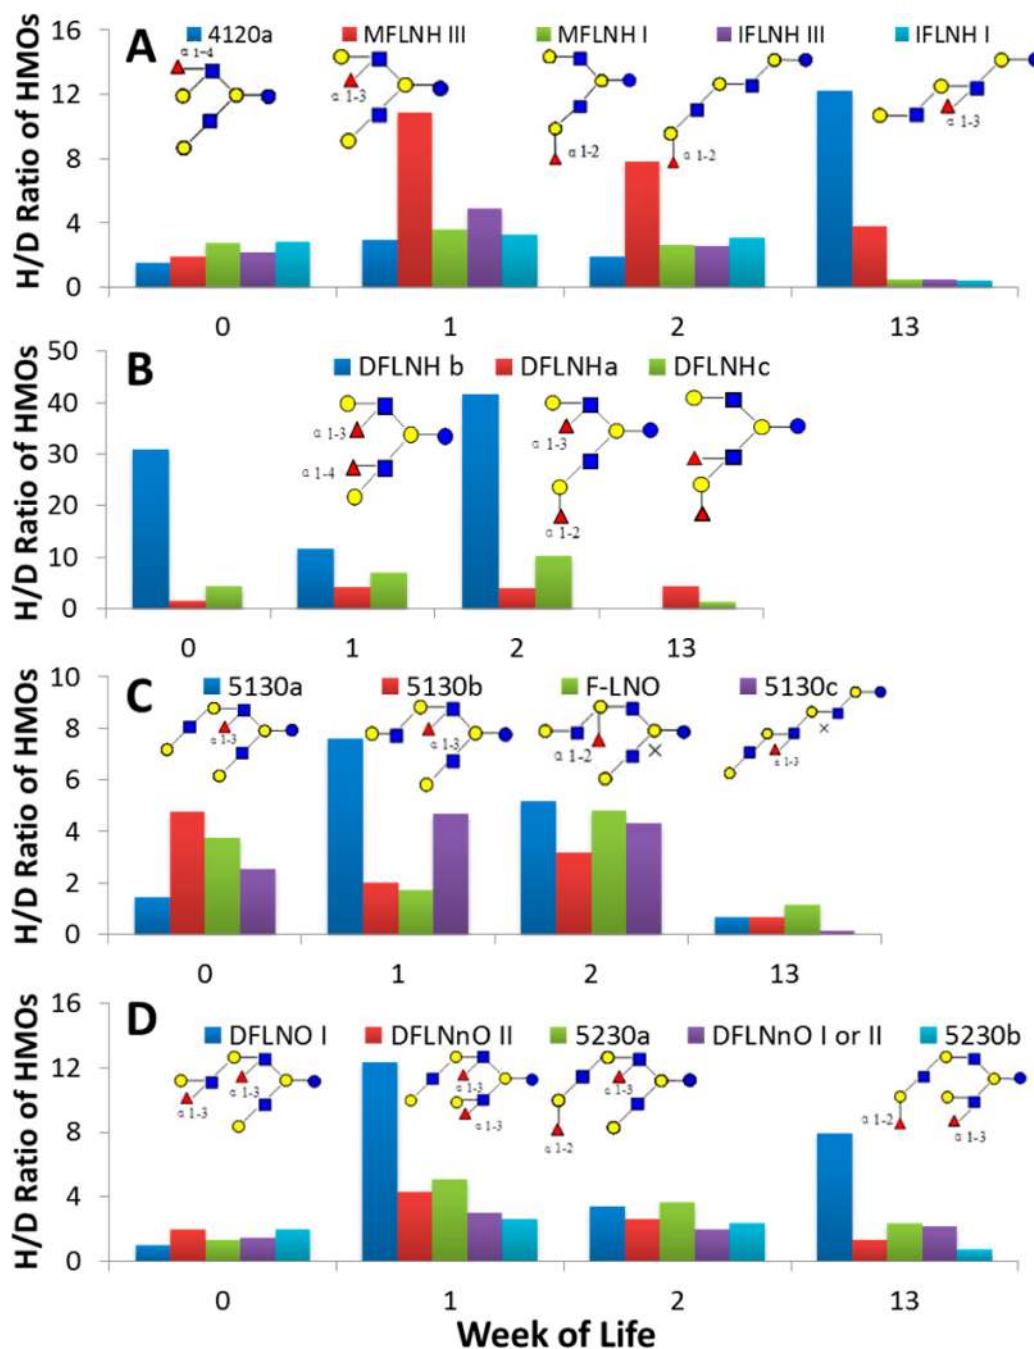 A
4120a MFLNH III MFLNH I IFLNH III IFLNH I
α 1-4
α 1-3
α 1-2
α 1-2
α 1-3
H/D Ratio of HMOs
16
12
8
4
0
0 1 2 13
B
DFLNH b DFLNHa DFLNHc
α 1-3
α 1-4
α 1-3
α 1-2
H/D Ratio of HMOs
50
40
30
20
10
0
0 1 2 13
C
5130a 5130b F-LNO 5130c
α 1-3
α 1-3
α 1-2
α 1-3
H/D Ratio of HMOs
10
8
6
4
2
0
0 1 2 13
D
DFLNO I DFLNnO II 5230a DFLNnO I or II 5230b
α 1-3
α 1-3
α 1-3
α 1-3
α 1-3
α 1-2
α 1-2
α 1-3
H/D Ratio of HMOs
16
12
8
4
0
0 1 2 13
Week of Life